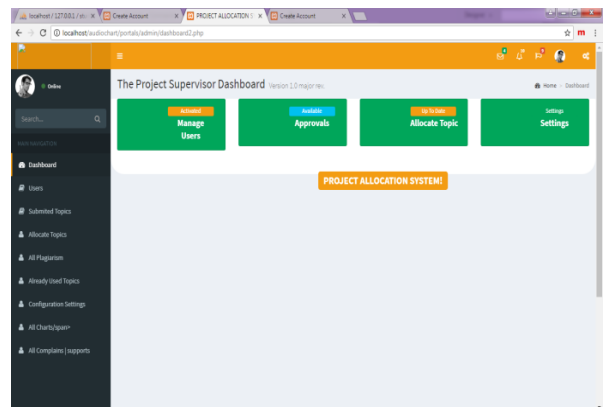 localhost / 127.0.0.1 / stu
Create Account
PROJECT ALLOCATION S
Create Account
localhost/audiochart/portals/admin/dashboard2.php
Online
The Project Supervisor Dashboard Version 1.0 major rev.
Home > Dashboard
Search...
MAIN NAVIGATION
Activated
Manage
Users
Available
Approvals
Up To Date
Allocate Topic
Settings
Settings
PROJECT ALLOCATION SYSTEM!
Dashboard
Users
Submited Topics
Allocate Topics
All Plagiarism
Already Used Topics
Configuration Settings
All Charts/span>
All Complains | supports